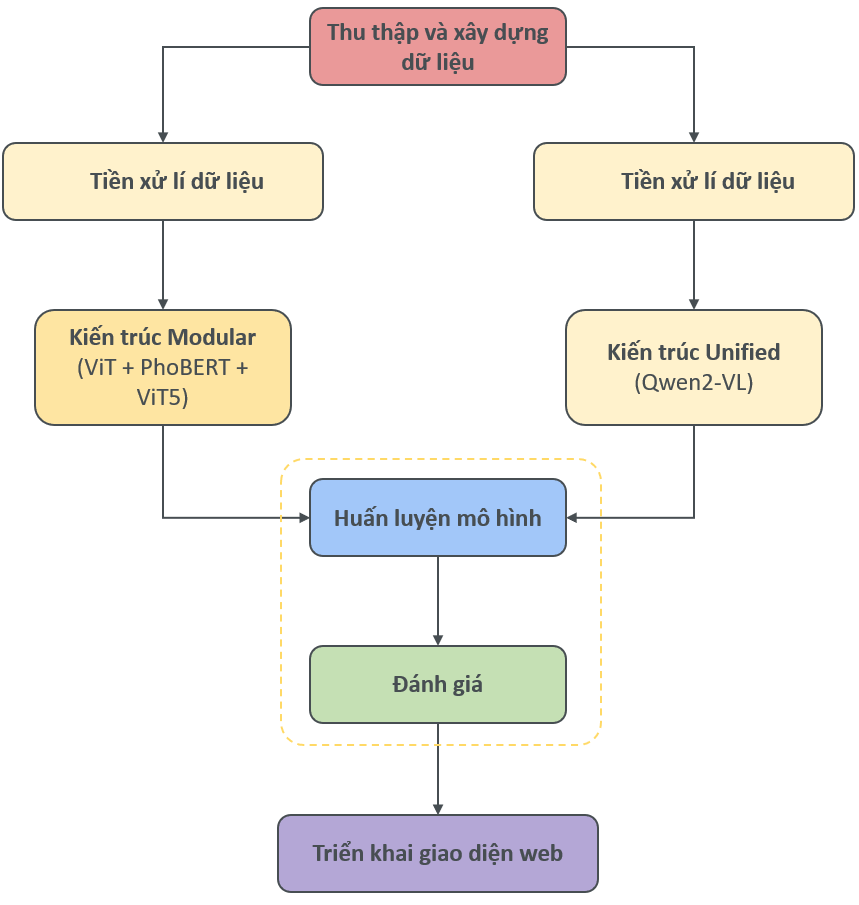 Thu thập và xây dựng
dữ liệu
Tiền xử lí dữ liệu
Tiền xử lí dữ liệu
Kiến trúc Modular
(ViT + PhoBERT +
ViT5)
Kiến trúc Unified
(Qwen2-VL)
Huấn luyện mô hình
Đánh giá
Triển khai giao diện web